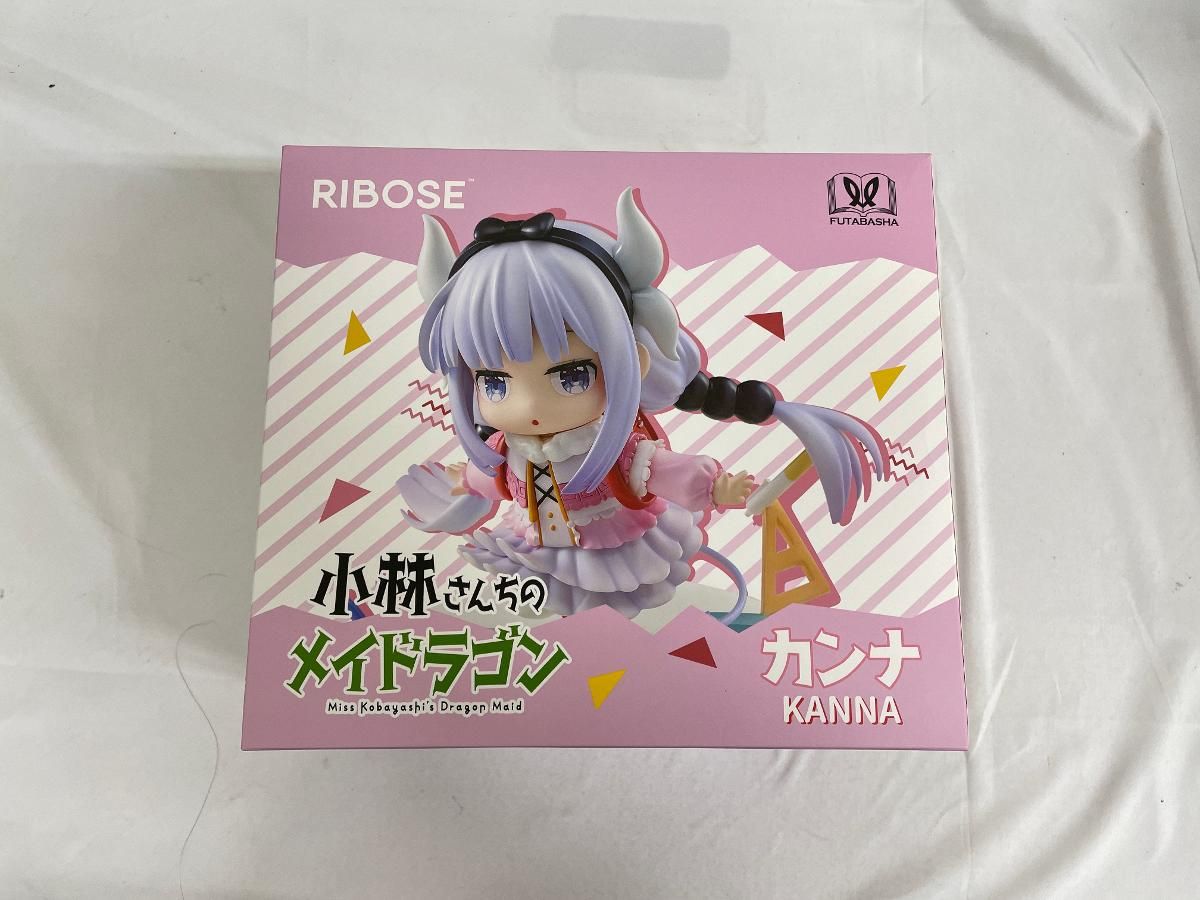 RIBOSE™
FUTABASHA
小林さんちの
メイドラゴン
Miss Kobayashi's Dragon Maid
カンナ
KANNA